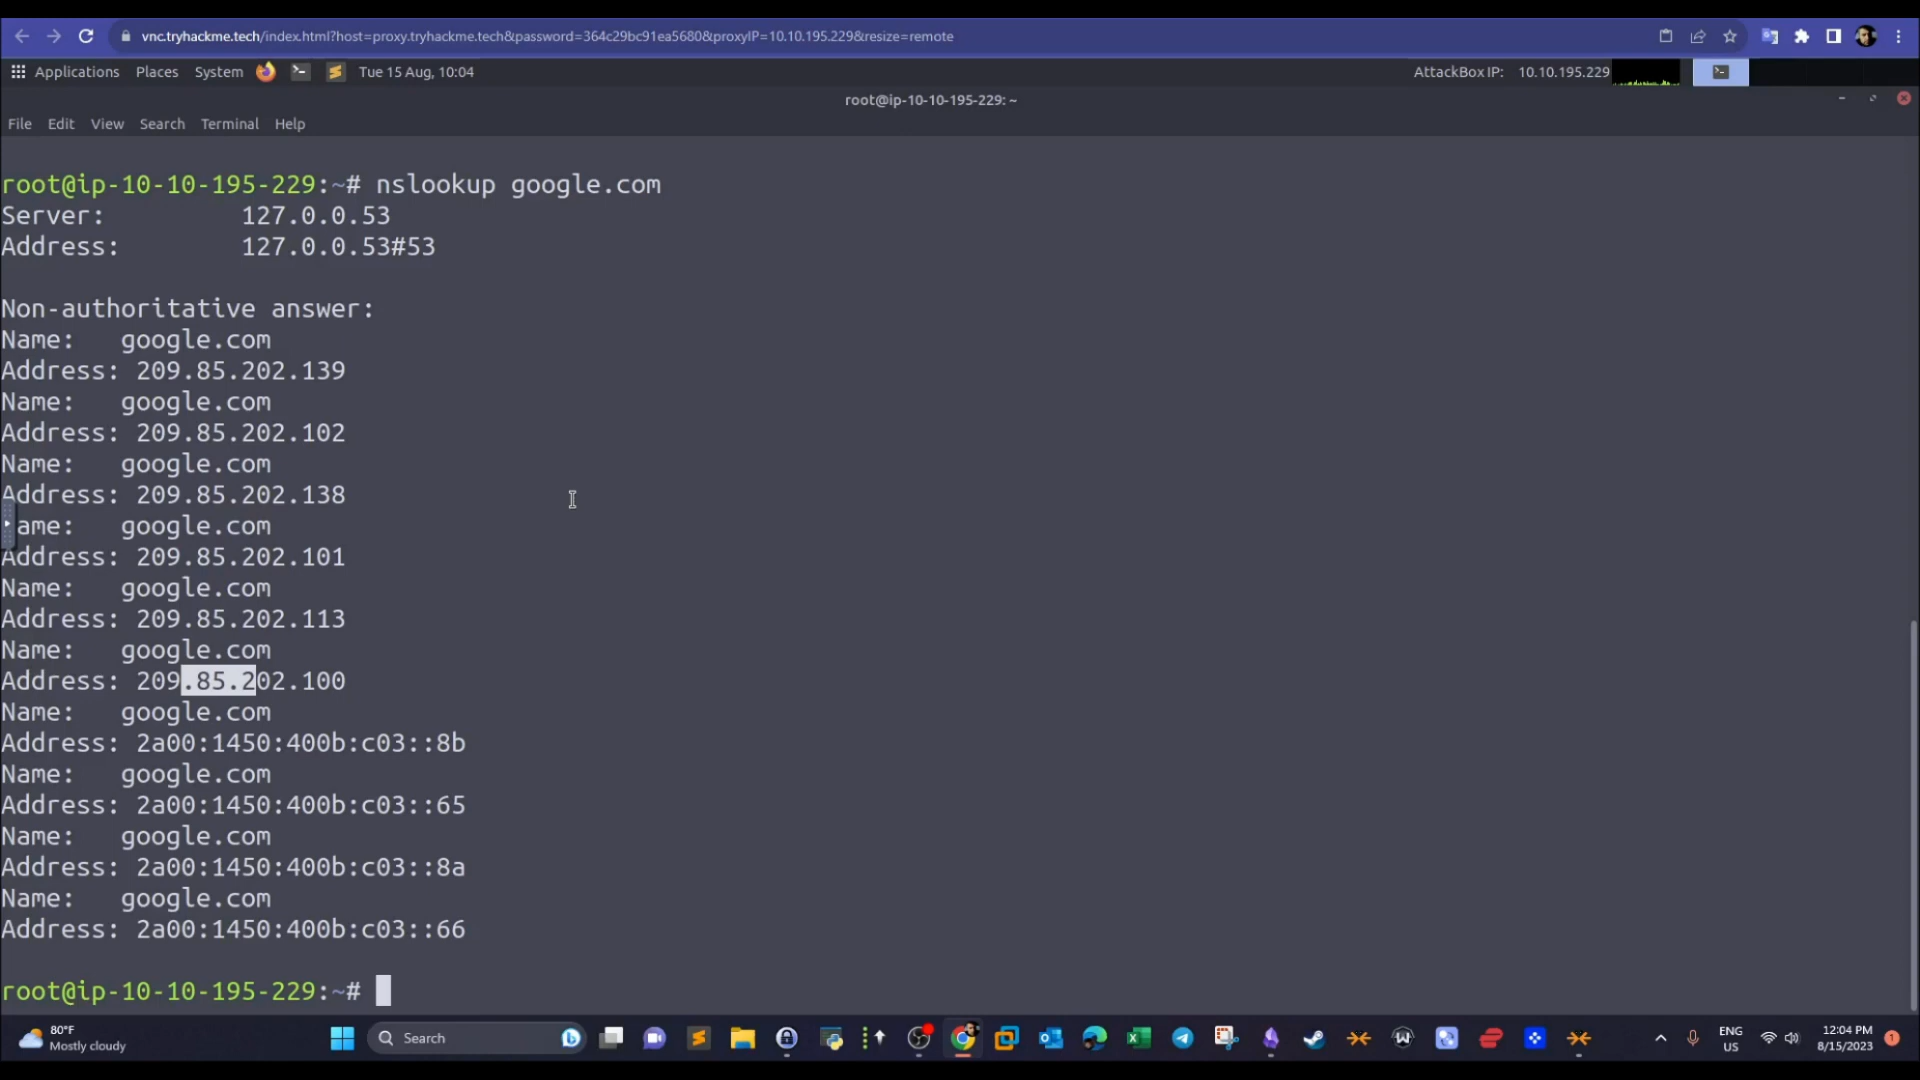 vnc.tryhackme.tech/index.html?host=proxy.tryhackme.tech&password=364c29bc91ea5680&proxyIP=10.10.195.229&resize=remote
Applications Places System Tue 15 Aug, 10:04 AttackBox IP: 10.10.195.229
root@ip-10-10-195-229: ~
File Edit View Search Terminal Help
root@ip-10-10-195-229:~# nslookup google.com
Server: 127.0.0.53
Address: 127.0.0.53#53
Non-authoritative answer:
Name: google.com
Address: 209.85.202.139
Name: google.com
Address: 209.85.202.102
Name: google.com
Address: 209.85.202.138
ame: google.com
Address: 209.85.202.101
Name: google.com
Address: 209.85.202.113
Name: google.com
Address: 209.85.202.100
Name: google.com
Address: 2a00:1450:400b:c03::8b
Name: google.com
Address: 2a00:1450:400b:c03::65
Name: google.com
Address: 2a00:1450:400b:c03::8a
Name: google.com
Address: 2a00:1450:400b:c03::66
root@ip-10-10-195-229:~#
80°F
Mostly cloudy
Search
ENG
US
12:04 PM
8/15/2023
1